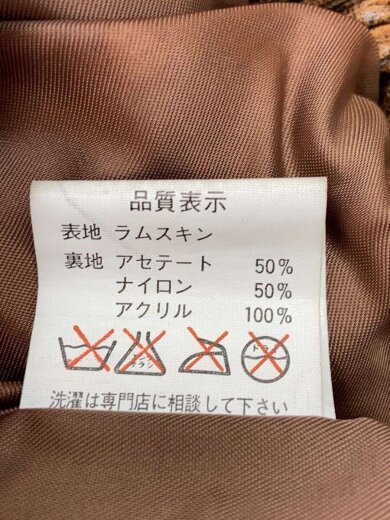 品質表示
表地 ラムスキン
裏地 アセテート 50%
ナイロン 50%
アクリル 100%
洗濯は専門店に相談して下さい